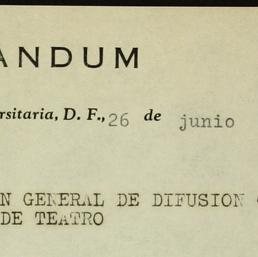 ANDUM
rsitaria, D. F., 26 de junio
N GENERAL DE DIFUSION
DE TEATRO